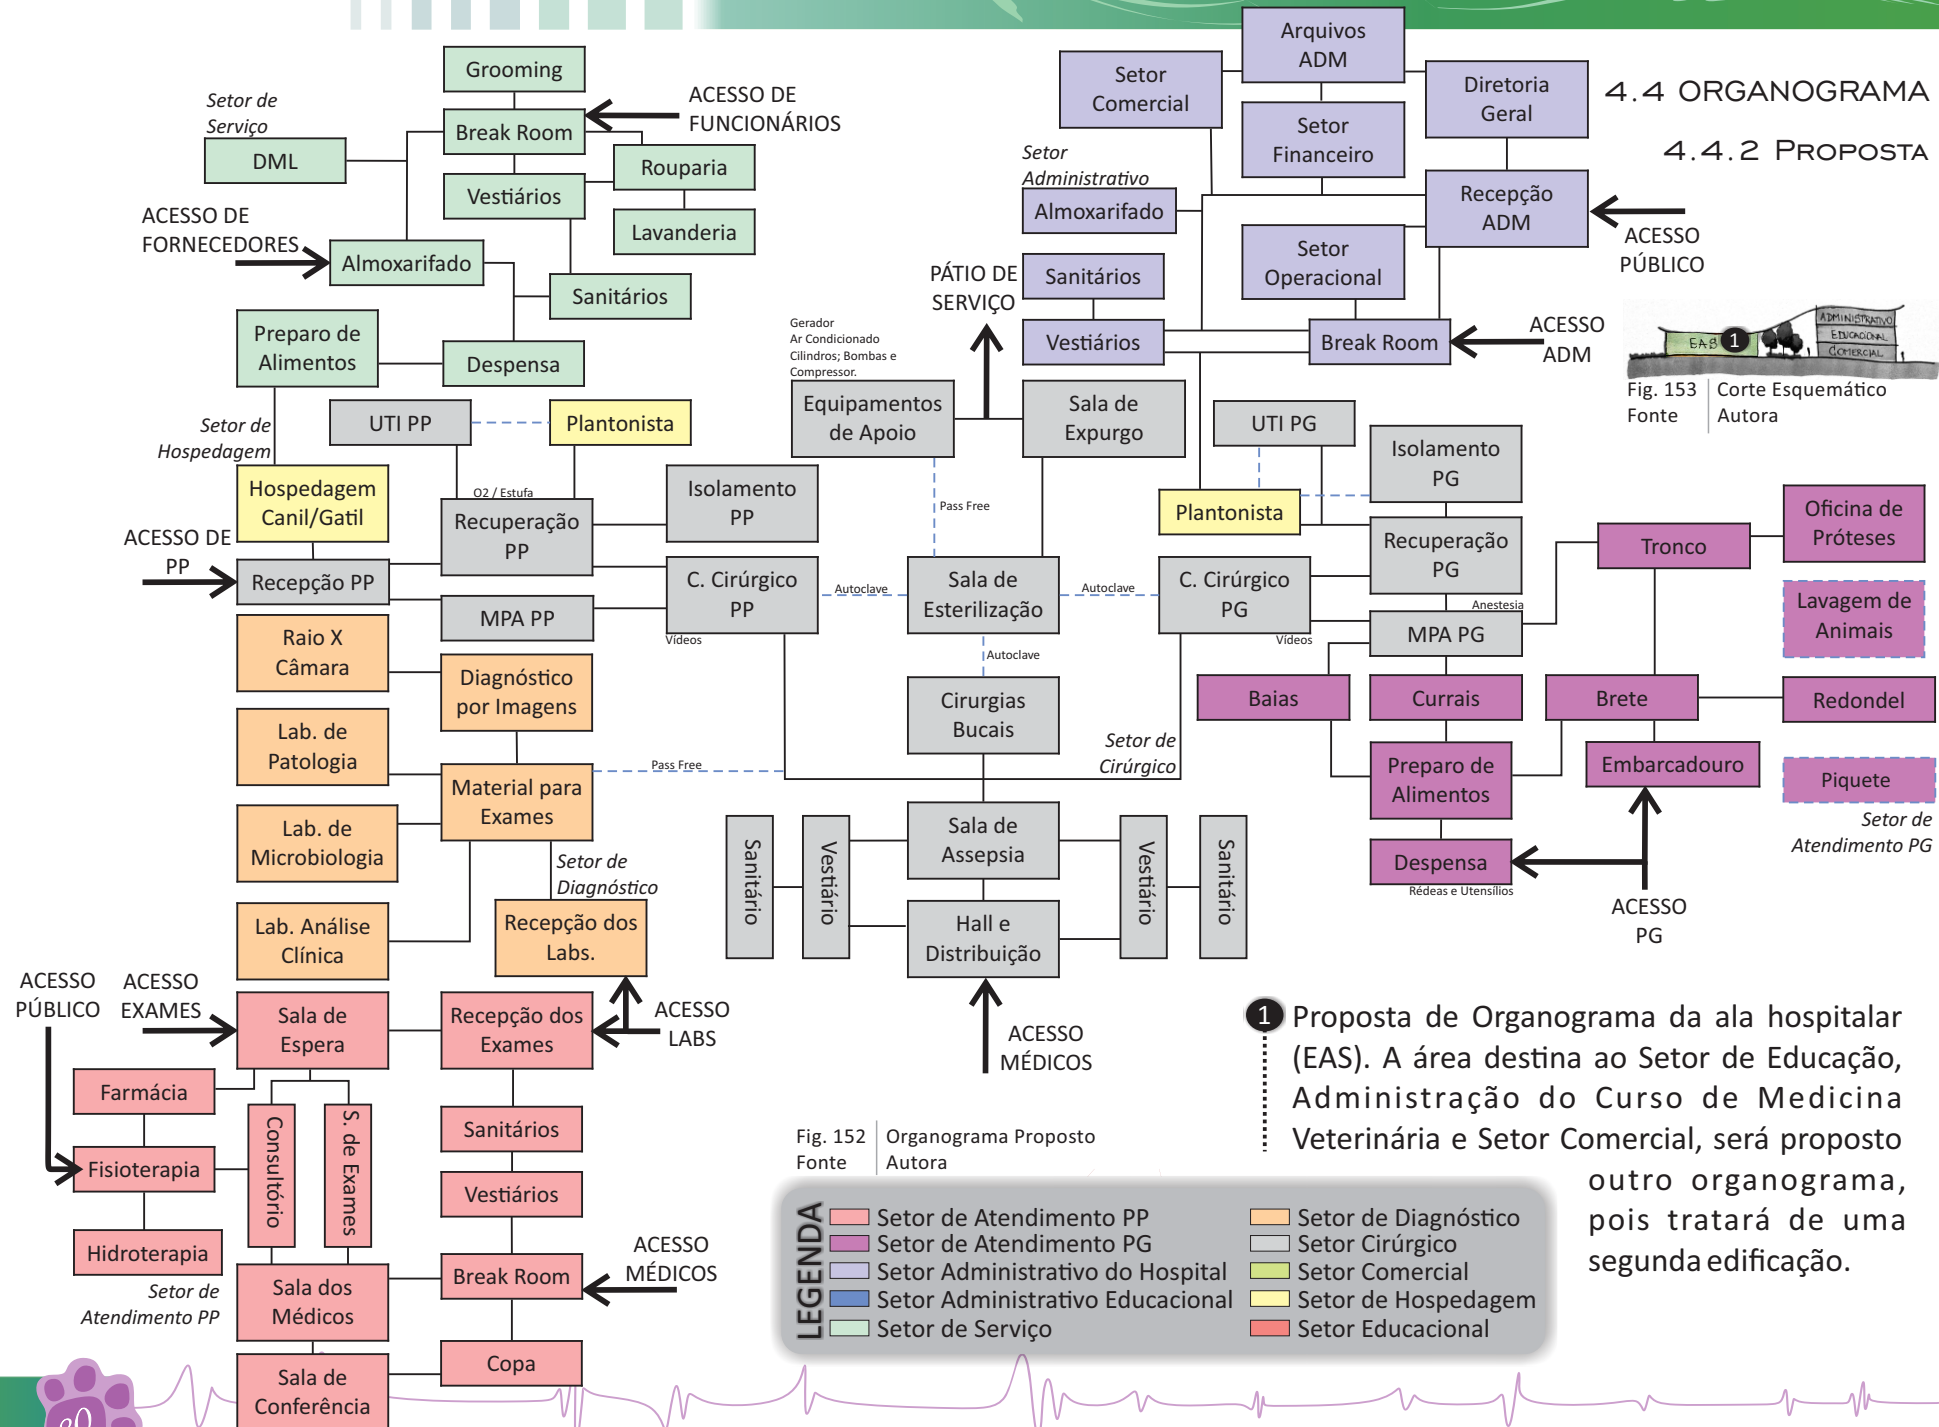 4.4 ORGANOGRAMA
4.4.2 PROPOSTA
Setor de
Serviço
Grooming
Break Room
ACESSO DE
FUNCIONÁRIOS
DML
Vestiários
Rouparia
Lavanderia
ACESSO DE
FORNECEDORES
Almoxarifado
Sanitários
Preparo de
Alimentos
Despensa
Setor
Comercial
Arquivos
ADM
Diretoria
Geral
Setor
Financeiro
Setor
Administrativo
Almoxarifado
Recepção
ADM
ACESSO
PÚBLICO
Setor
Operacional
Sanitários
Vestiários
Break Room
ACESSO
ADM
PÁTIO DE
SERVIÇO
ADMINISTRATIVO
EDUCACIONAL
COMERCIAL
EAS
1
Fig. 153 Corte Esquemático
Fonte Autora
Gerador
Ar Condicionado
Cilindros; Bombas e
Compressor.
Equipamentos
de Apoio
Sala de
Expurgo
Setor de
Hospedagem
UTI PP
Plantonista
Hospedagem
Canil/Gatil
O2 / Estufa
Recuperação
PP
Isolamento
PP
ACESSO DE
PP
Recepção PP
MPA PP
C. Cirúrgico
PP
Vídeos
Autoclave
Pass Free
Sala de
Esterilização
Autoclave
Autoclave
C. Cirúrgico
PG
Vídeos
UTI PG
Plantonista
Isolamento
PG
Recuperação
PG
Anestesia
MPA PG
Tronco
Oficina de
Próteses
Lavagem de
Animais
Baias
Currais
Brete
Redondel
Preparo de
Alimentos
Embarcadouro
Piquete
Setor de
Atendimento PG
Despensa
Rédeas e Utensílios
ACESSO
PG
Raio X
Câmara
Diagnóstico
por Imagens
Lab. de
Patologia
Material para
Exames
Pass Free
Lab. de
Microbiologia
Setor de
Diagnóstico
Lab. Análise
Clínica
Recepção dos
Labs.
Cirurgias
Bucais
Setor de
Cirúrgico
Sala de
Assepsia
Hall e
Distribuição
Sanitário
Vestiário
Vestiário
Sanitário
ACESSO
MÉDICOS
ACESSO
PÚBLICO
ACESSO
EXAMES
Sala de
Espera
Recepção dos
Exames
ACESSO
LABS
Farmácia
Fisioterapia
Hidroterapia
Setor de
Atendimento PP
Consultório
S. de Exames
Sanitários
Vestiários
Break Room
ACESSO
MÉDICOS
Sala dos
Médicos
Copa
Sala de
Conferência
1 Proposta de Organograma da ala hospitalar
(EAS). A área destina ao Setor de Educação,
Administração do Curso de Medicina
Veterinária e Setor Comercial, será proposto
outro organograma,
pois tratará de uma
segunda edificação.
Fig. 152 Organograma Proposto
Fonte Autora
LEGENDA
Setor de Atendimento PP
Setor de Atendimento PG
Setor Administrativo do Hospital
Setor Administrativo Educacional
Setor de Serviço
Setor de Diagnóstico
Setor Cirúrgico
Setor Comercial
Setor de Hospedagem
Setor Educacional